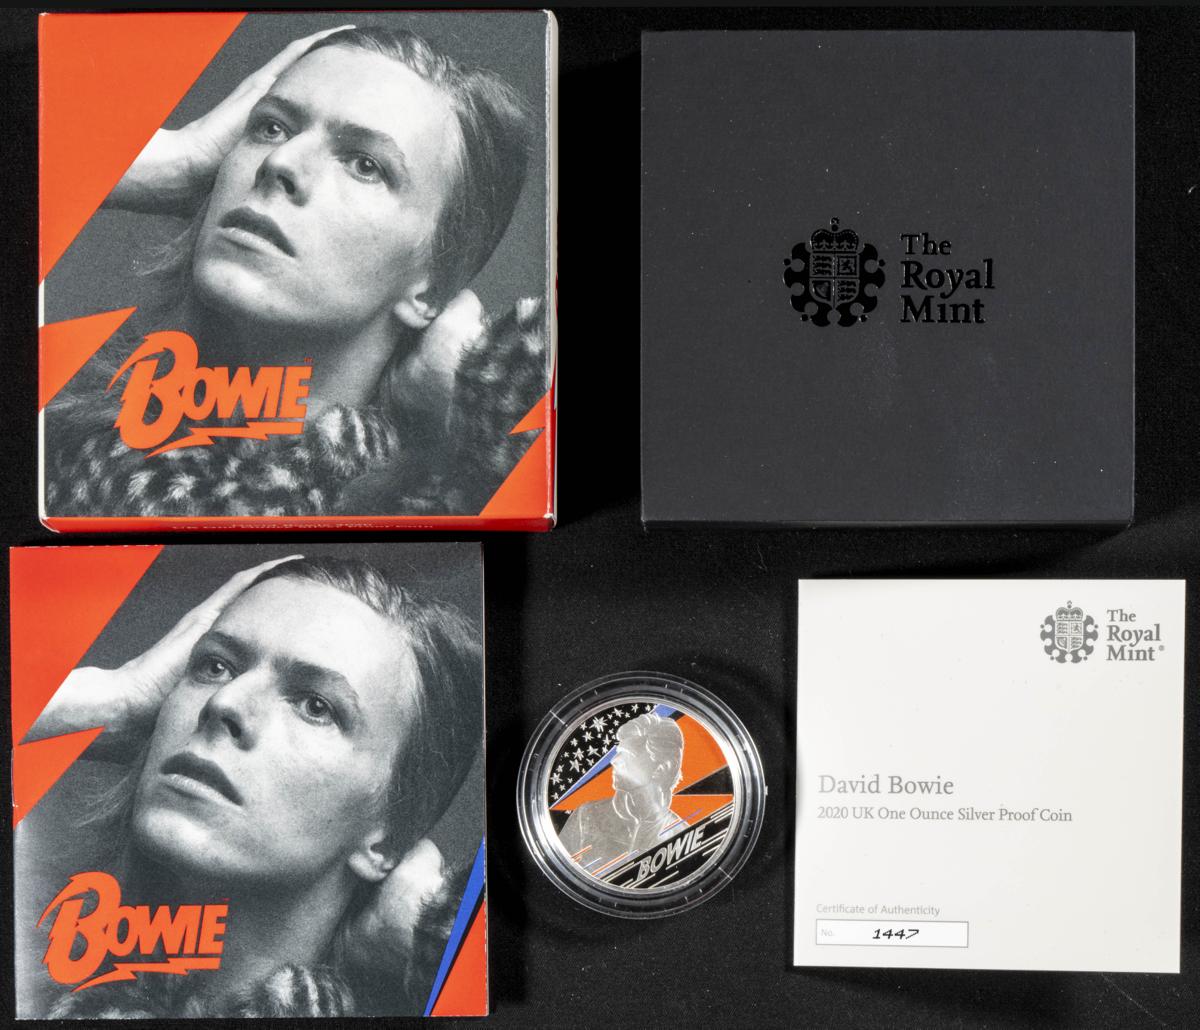 BOWIE
TM
The
Royal
Mint
BOWIE
BOWIE
The
Royal
Mint®
David Bowie
2020 UK One Ounce Silver Proof Coin
Certificate of Authenticity
No. 1447